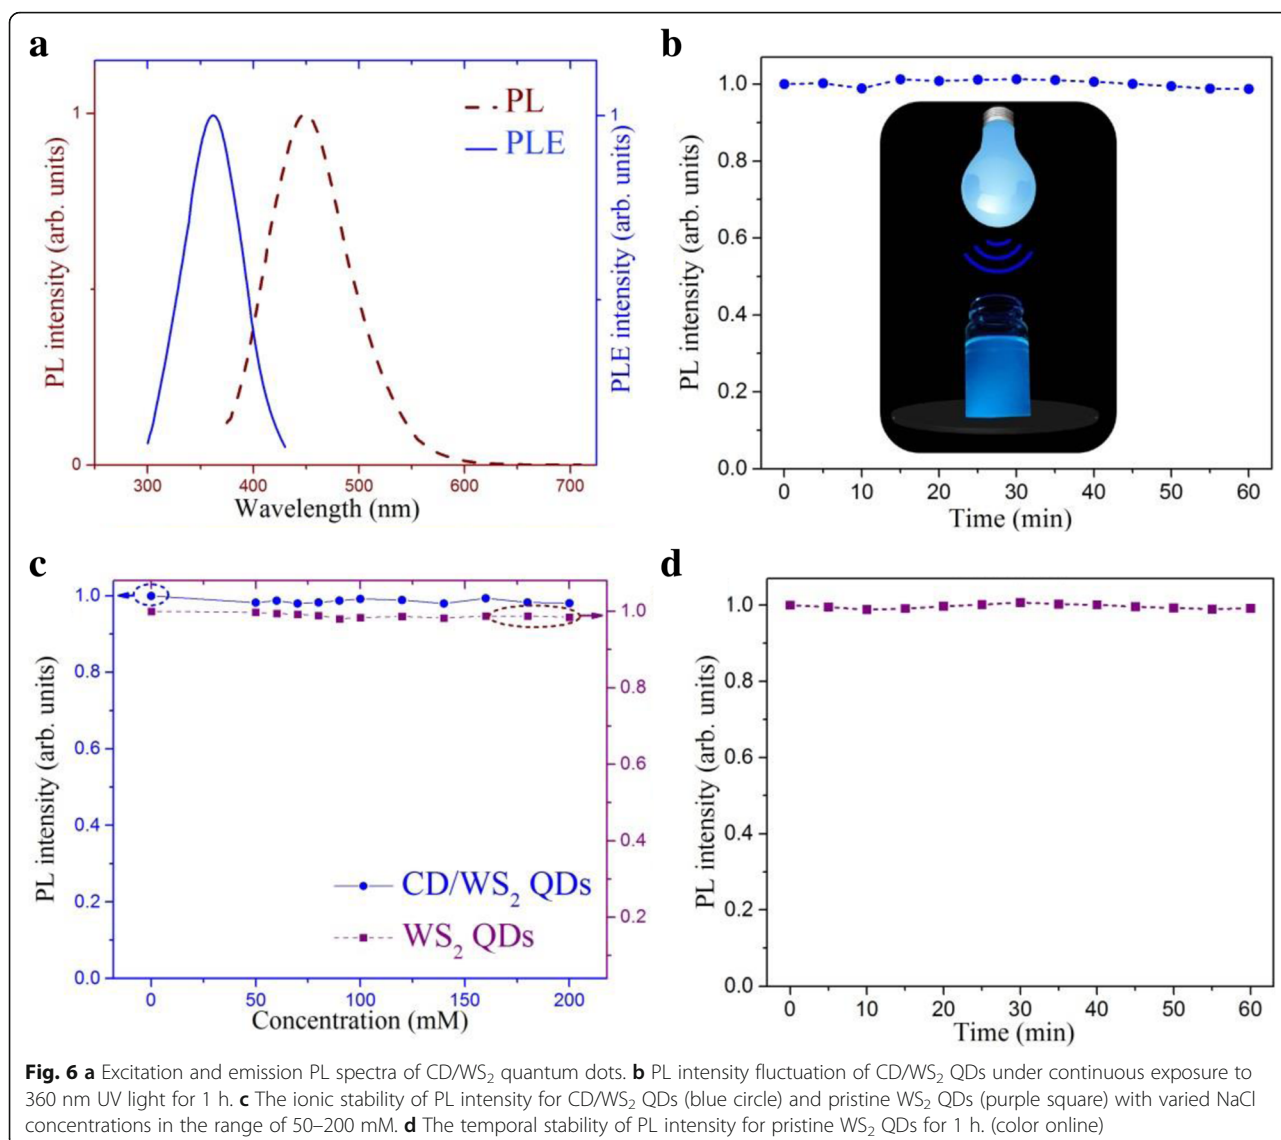 a
PL
PLE
1
1
PL intensity (arb. units)
PLE intensity (arb. units)
0
0
300 400 500 600 700
Wavelength (nm)
b
1.0
0.8
0.6
0.4
0.2
0.0
PL intensity (arb. units)
0 10 20 30 40 50 60
Time (min)
c
1.0
0.8
0.6
0.4
0.2
0.0
PL intensity (arb. units)
1.0
0.8
0.6
0.4
0.2
CD/WS₂ QDs
WS₂ QDs
0 50 100 150 200
Concentration (mM)
d
1.0
0.8
0.6
0.4
0.2
0.0
PL intensity (arb. units)
0 10 20 30 40 50 60
Time (min)
Fig. 6 a Excitation and emission PL spectra of CD/WS₂ quantum dots. b PL intensity fluctuation of CD/WS₂ QDs under continuous exposure to
360 nm UV light for 1 h. c The ionic stability of PL intensity for CD/WS₂ QDs (blue circle) and pristine WS₂ QDs (purple square) with varied NaCl
concentrations in the range of 50–200 mM. d The temporal stability of PL intensity for pristine WS₂ QDs for 1 h. (color online)